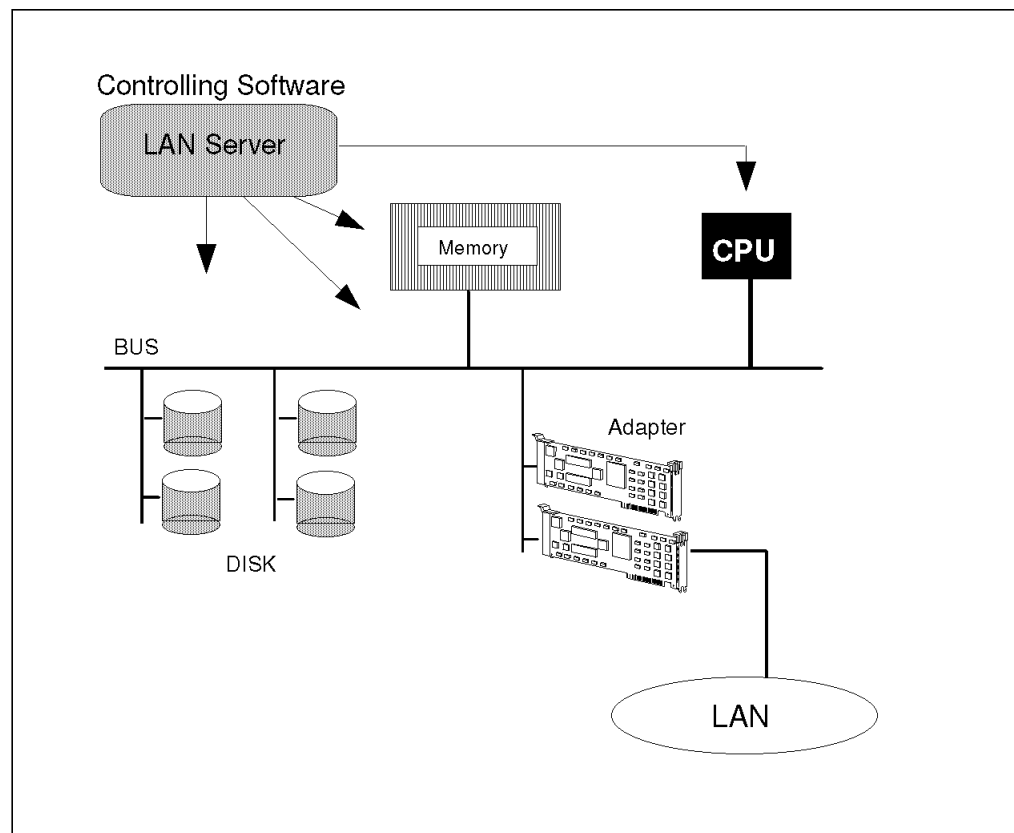 Controlling Software
LAN Server
Memory
CPU
BUS
Adapter
DISK
LAN